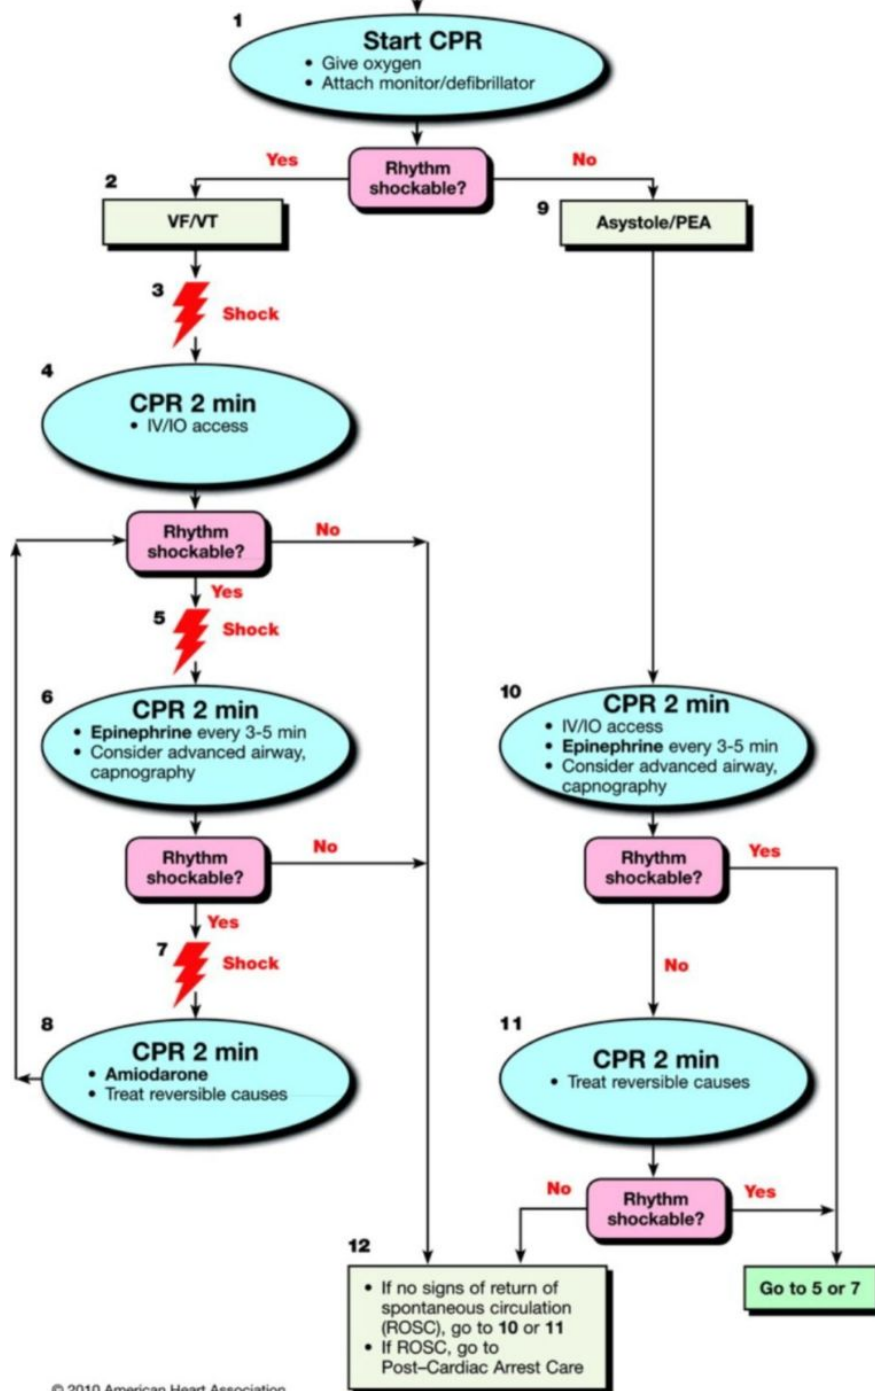 1
Start CPR
• Give oxygen
• Attach monitor/defibrillator
Rhythm
shockable?
Yes
No
2
VF/VT
9
Asystole/PEA
3
Shock
4
CPR 2 min
• IV/IO access
Rhythm
shockable?
No
Yes
5
Shock
6
CPR 2 min
• Epinephrine every 3-5 min
• Consider advanced airway,
capnography
10
CPR 2 min
• IV/IO access
• Epinephrine every 3-5 min
• Consider advanced airway,
capnography
Rhythm
shockable?
No
Yes
Rhythm
shockable?
Yes
No
7
Shock
8
CPR 2 min
• Amiodarone
• Treat reversible causes
11
CPR 2 min
• Treat reversible causes
Rhythm
shockable?
No
Yes
12
• If no signs of return of
spontaneous circulation
(ROSC), go to 10 or 11
• If ROSC, go to
Post–Cardiac Arrest Care
Go to 5 or 7
© 2010 American Heart Association